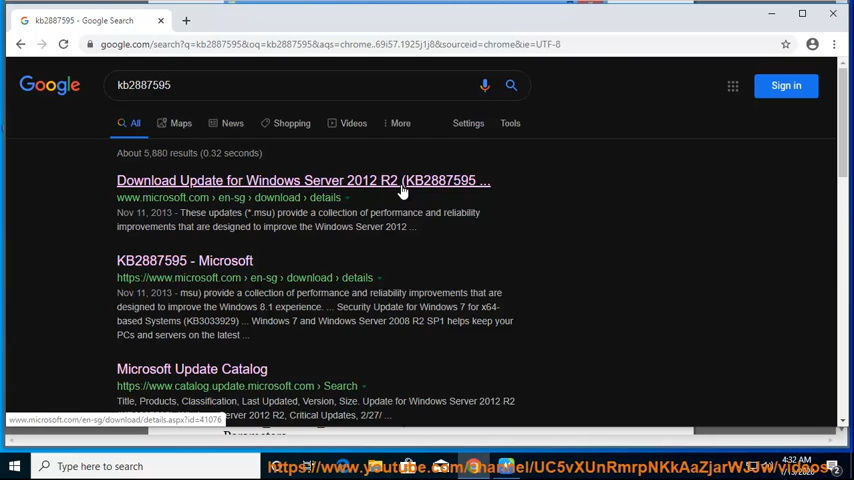 kb2887595 - Google Search
google.com/search?q=kb2887595&oq=kb2887595&aqs=chrome..69i57.1925j1j8&sourceid=chrome&ie=UTF-8
Google
kb2887595
Sign in
All Maps News Shopping Videos More Settings Tools
About 5,880 results (0.32 seconds)
Download Update for Windows Server 2012 R2 (KB2887595 ...
www.microsoft.com › en-sg › download › details
Nov 11, 2013 - These updates (*.msu) provide a collection of performance and reliability
improvements that are designed to improve the Windows Server 2012 ...
KB2887595 - Microsoft
https://www.microsoft.com › en-sg › download › details
Nov 11, 2013 - msu) provide a collection of performance and reliability improvements that are
designed to improve the Windows 8.1 experience. ... Security Update for Windows 7 for x64-
based Systems (KB3033929) ... Windows 7 and Windows Server 2008 R2 SP1 helps keep your
PCs and servers on the latest ...
Microsoft Update Catalog
https://www.catalog.update.microsoft.com › Search
Title, Products, Classification, Last Updated, Version, Size. Update for Windows Server 2012 R2
Server 2012 R2, Critical Updates, 2/27/ ...
www.microsoft.com/en-sg/download/details.aspx?id=41076
Type here to search
4:32 AM
2